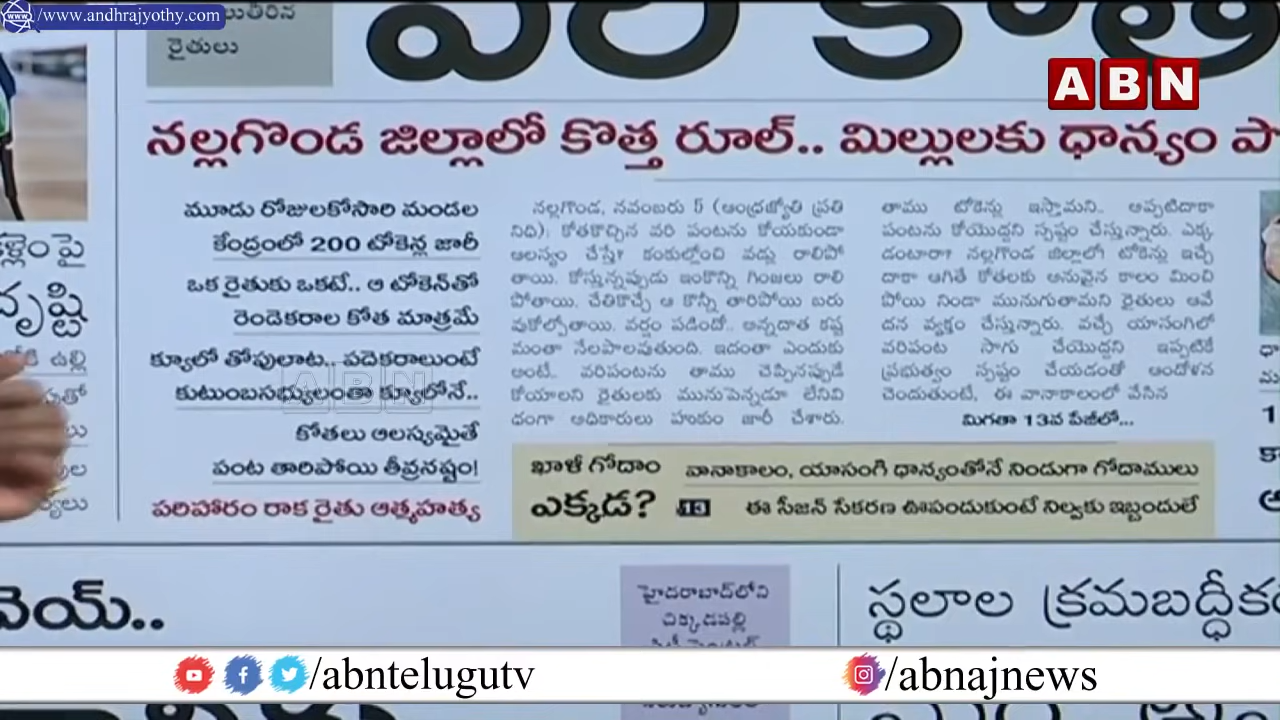 www.andhrajyothy.com/
రైతులు
ABN
నల్లగొండ జిల్లాలో కొత్త రూల్.. మిల్లులకు ధాన్యం పా
మూడు రోజులకోసారి మండల
కేంద్రంలో 200 టోకెన్ల జారీ
ఒక రైతుకు ఒకటే.. ఆ టోకెన్‌తో
రెండెకరాల కోత మాత్రమే
క్యూలో తోపులాట.. పదెకరాలుంటే
కుటుంబసభ్యులంతా క్యూలోనే..
కోతలు ఆలస్యమైతే
పంట తారిపోయి తీవ్రనష్టం!
పరిహారం రాక రైతు ఆత్మహత్య
నల్లగొండ, నవంబరు 5 (ఆంధ్రజ్యోతి ప్రతి
నిధి): కోతకొచ్చిన వరి పంటను కోయకుండా
ఆలస్యం చేస్తే? కంకుల్లోంచి వడ్లు రాలిపో
తాయి. కోస్తున్నప్పుడు ఇంకొన్ని గింజలు రాలి
పోతాయి. చేతికొచ్చే ఆ కొన్నీ తారిపోయి బరు
వుకోల్పోతాయి. వర్షం పడిందో.. అన్నదాత కష్ట
మంతా నేలపాలవుతుంది. ఇదంతా ఎందుకు
అంటే.. వరిపంటను తాము చెప్పినప్పుడే
కోయాలని రైతులకు మునుపెన్నడూ లేనివి
ధంగా అధికారులు హుకుం జారీ చేశారు.
తాము టోకెన్లు ఇస్తామని.. అప్పటిదాకా
పంటను కోయొద్దని స్పష్టం చేస్తున్నారు. ఎక్క
డంటారా? నల్లగొండ జిల్లాలో! టోకెన్లు ఇచ్చే
దాకా ఆగితే కోతలకు అనువైన కాలం మించి
పోయి నిండా మునుగుతామని రైతులు ఆవే
దన వ్యక్తం చేస్తున్నారు. వచ్చే యాసంగిలో
వరిపంట సాగు చేయొద్దని ఇప్పటికే
ప్రభుత్వం స్పష్టం చేయడంతో ఆందోళన
చెందుతుంటే, ఈ వానాకాలంలో వేసిన
మిగతా 13వ పేజీలో...
ఖాళీ గోదాం
ఎక్కడ? 13
వానాకాలం, యాసంగి ధాన్యంతోనే నిండుగా గోదాములు
ఈ సీజన్ సేకరణ ఊపందుకుంటే నిల్వకు ఇబ్బందులే
హైదరాబాద్‌లోని
చిక్కడపల్లి
స్థలాల క్రమబద్ధీక
/abntelugutv
/abnajnews